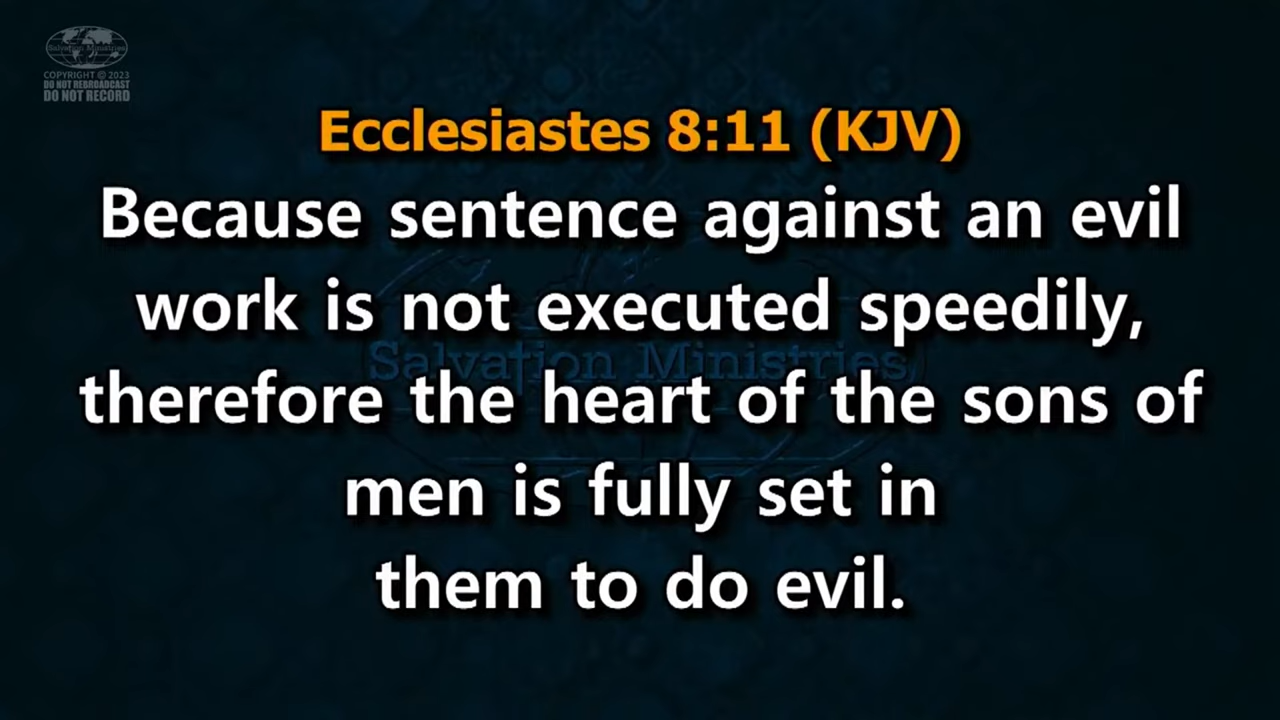 Salvation Ministries
COPYRIGHT © 2023
DO NOT REBROADCAST
DO NOT RECORD
Ecclesiastes 8:11 (KJV)
Because sentence against an evil
work is not executed speedily,
Salvation Ministries
therefore the heart of the sons of
men is fully set in
them to do evil.